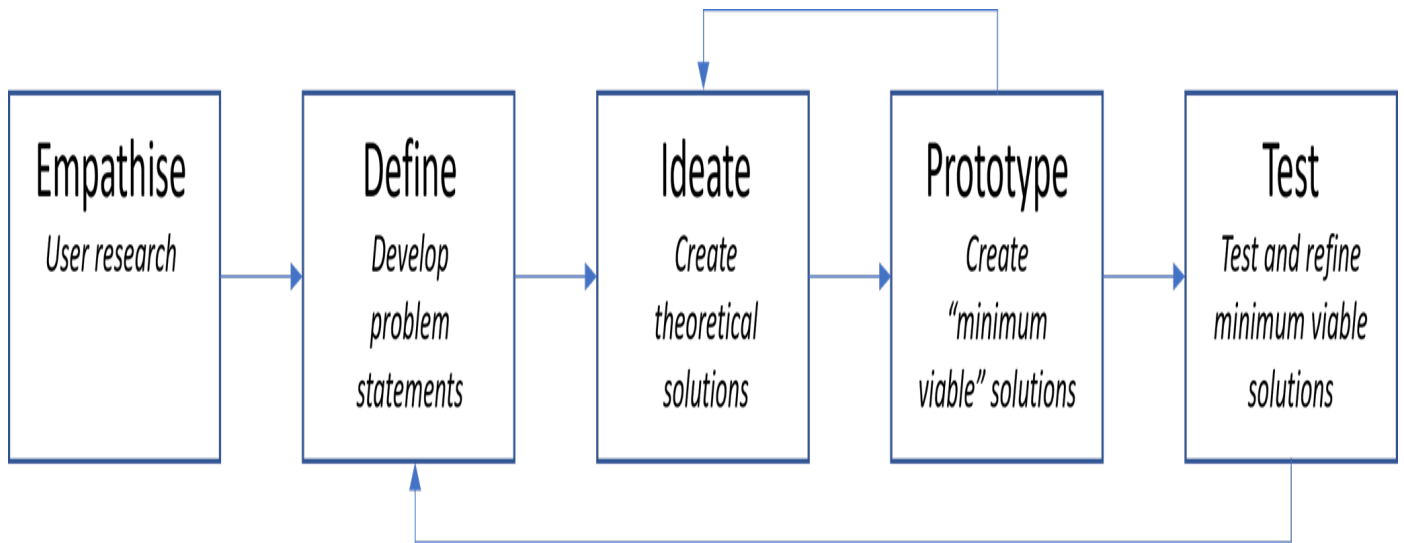 Empathise
User research
Define
Develop
problem
statements
Ideate
Create
theoretical
solutions
Prototype
Create
“minimum
viable” solutions
Test
Test and refine
minimum viable
solutions